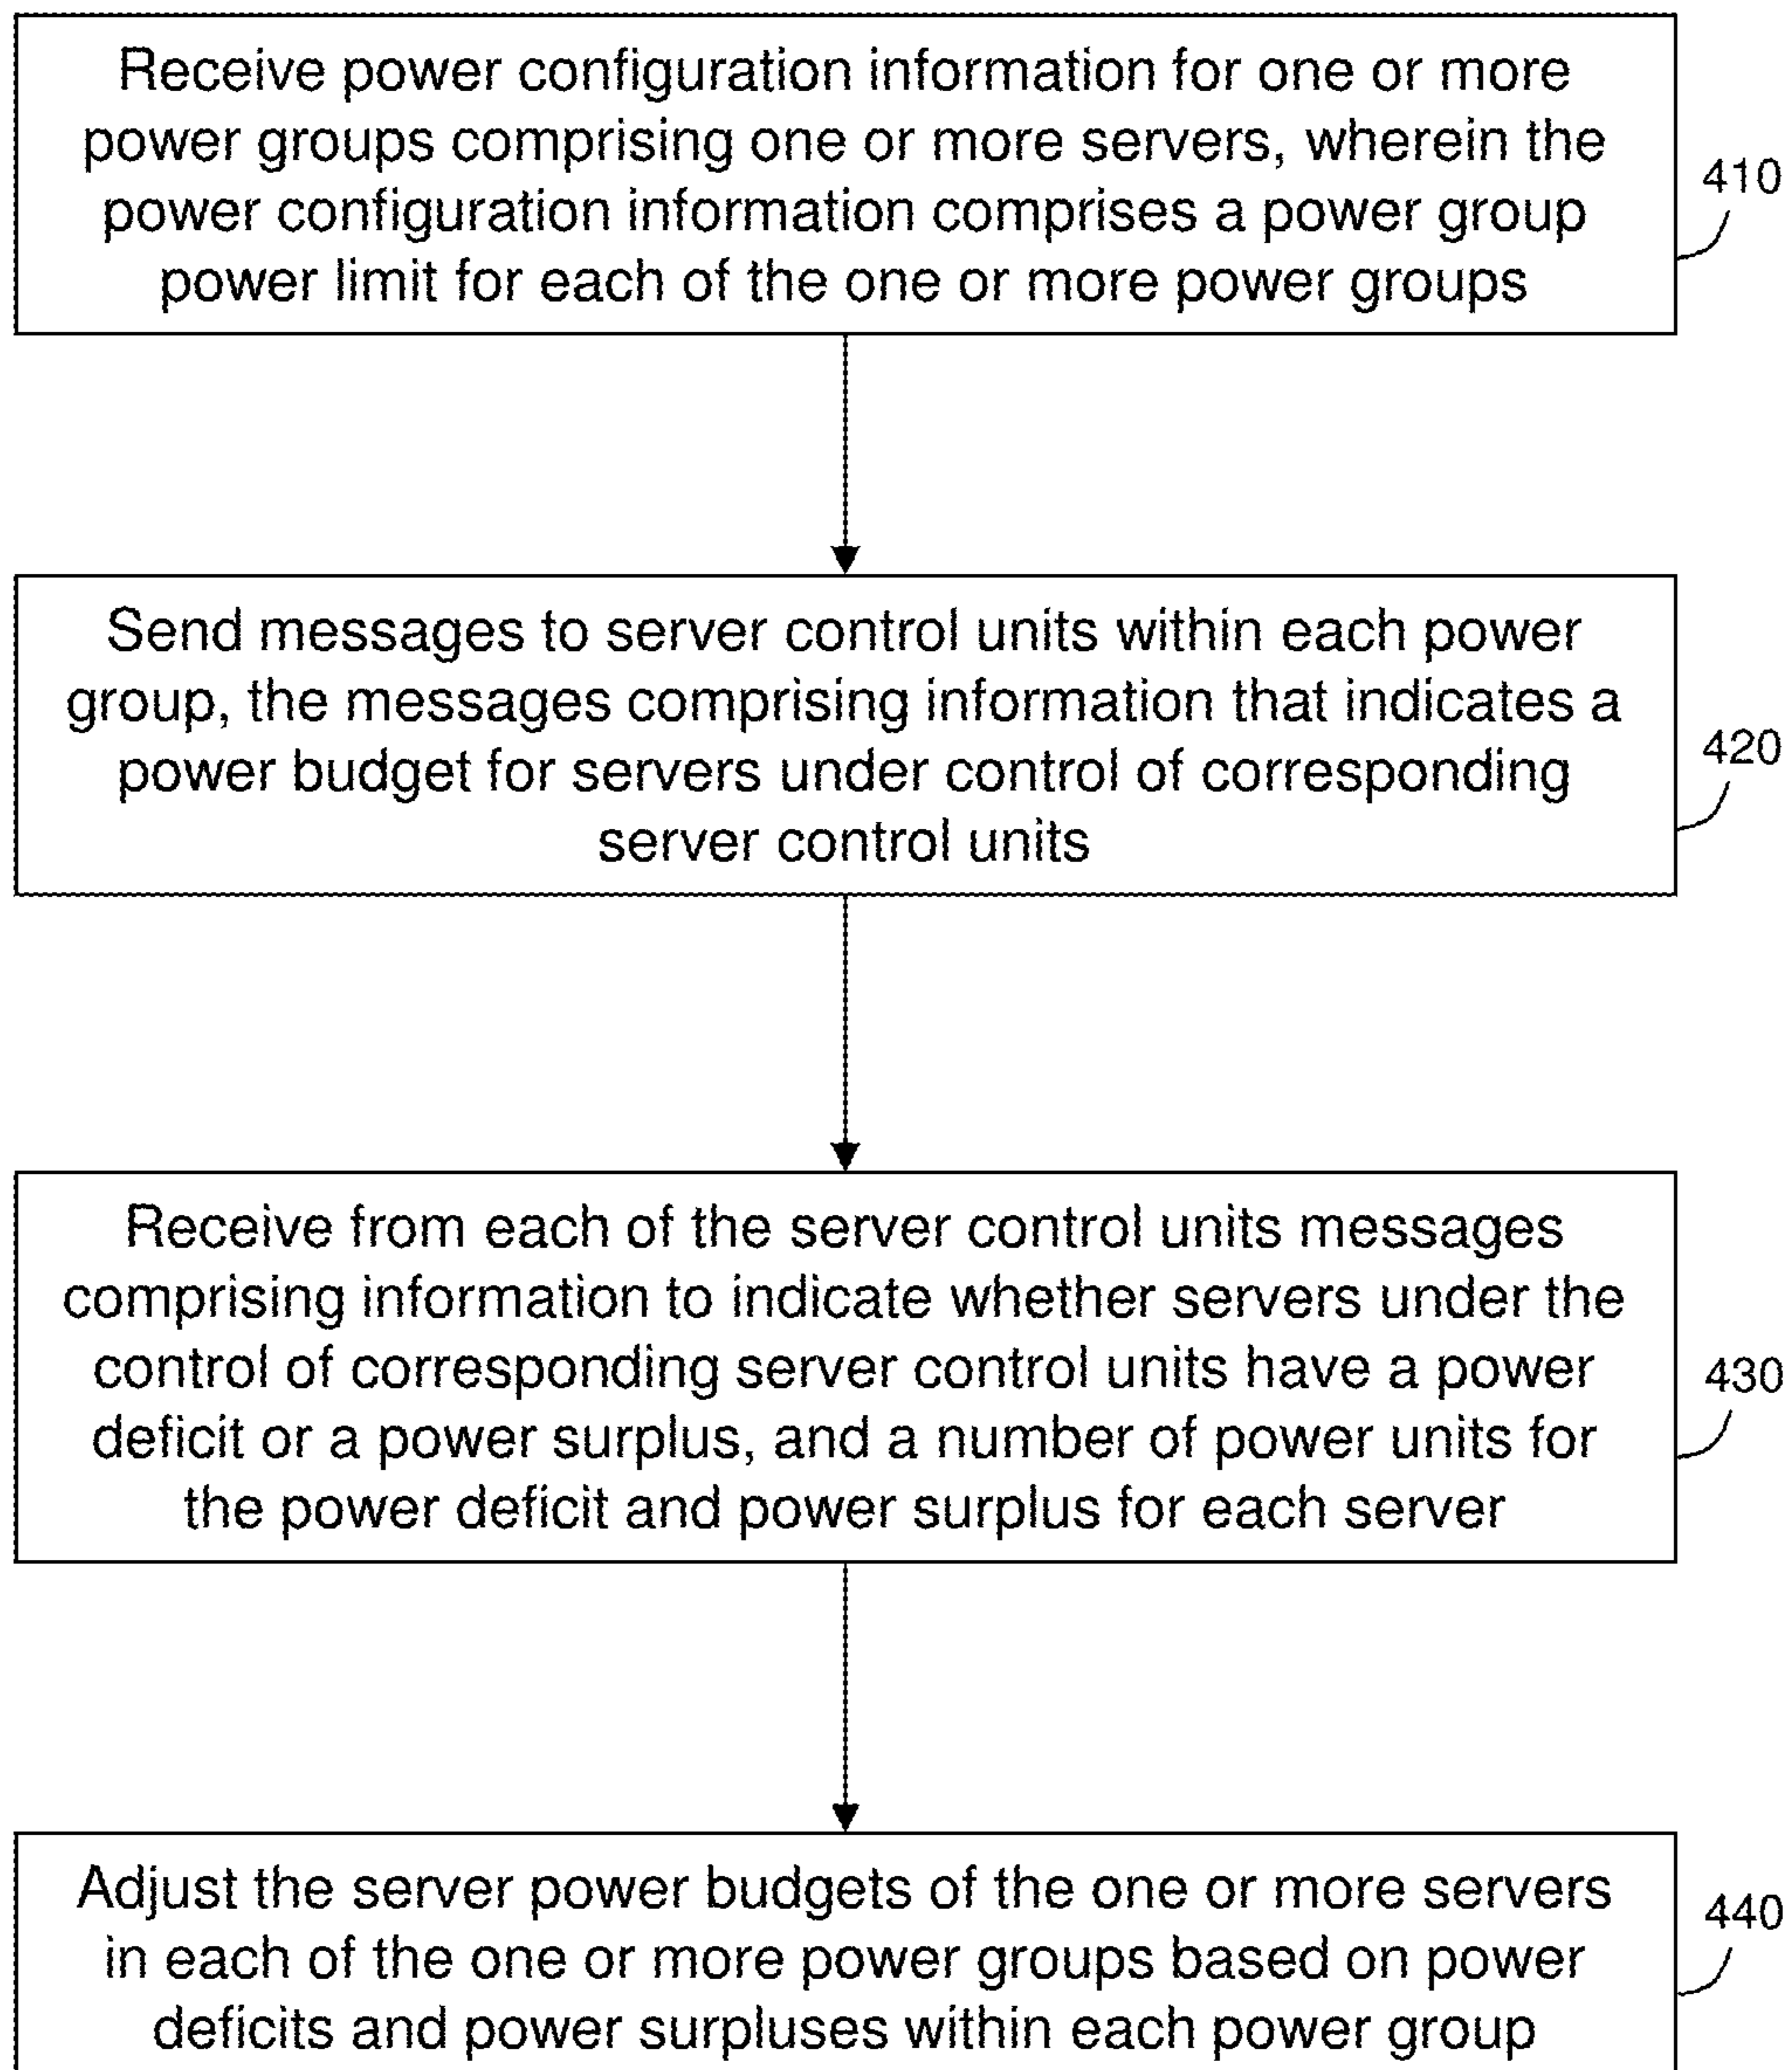 Receive power configuration information for one or more
power groups comprising one or more servers, wherein the
power configuration information comprises a power group
power limit for each of the one or more power groups
410
Send messages to server control units within each power
group, the messages comprising information that indicates a
power budget for servers under control of corresponding
server control units
420
Receive from each of the server control units messages
comprising information to indicate whether servers under the
control of corresponding server control units have a power
deficit or a power surplus, and a number of power units for
the power deficit and power surplus for each server
430
Adjust the server power budgets of the one or more servers
in each of the one or more power groups based on power
deficits and power surpluses within each power group
440